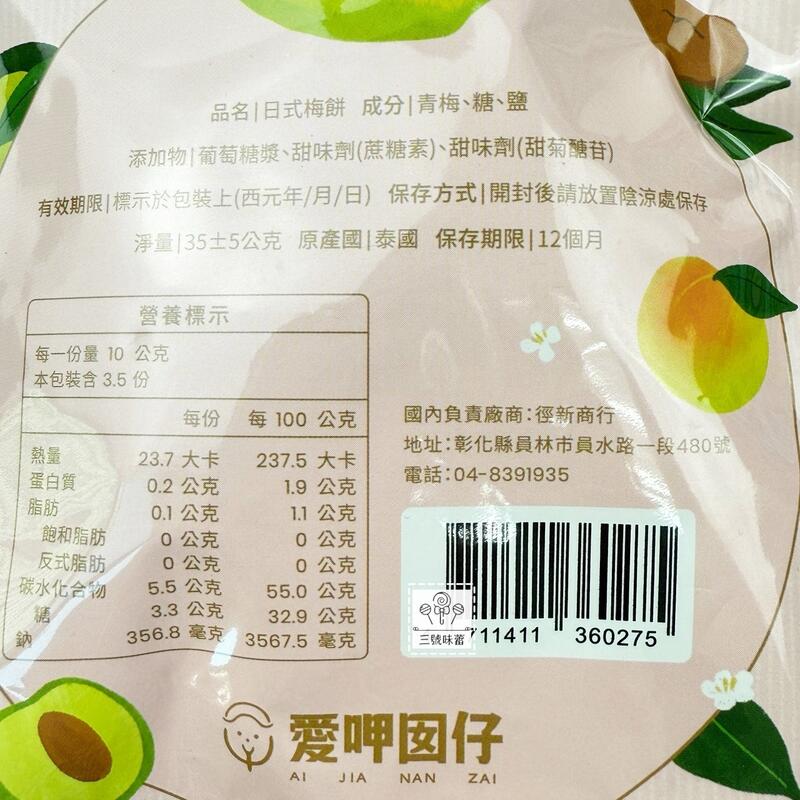 品名|日式梅餅 成分|青梅、糖、鹽
添加物|葡萄糖漿、甜味劑(蔗糖素)、甜味劑(甜菊醣苷)
有效期限|標示於包裝上(西元年/月/日) 保存方式|開封後請放置陰涼處保存
淨量|35±5公克 原產國|泰國 保存期限|12個月
營養標示
每一份量 10 公克
本包裝含 3.5 份
每份 每 100 公克
熱量 23.7 大卡 237.5 大卡
蛋白質 0.2 公克 1.9 公克
脂肪 0.1 公克 1.1 公克
飽和脂肪 0 公克 0 公克
反式脂肪 0 公克 0 公克
碳水化合物 5.5 公克 55.0 公克
糖 3.3 公克 32.9 公克
鈉 356.8 毫克 3567.5 毫克
國內負責廠商:徑新商行
地址:彰化縣員林市員水路一段480號
電話:04-8391935
三號味蕾
711411 360275
愛呷囡仔
AI JIA NAN ZAI